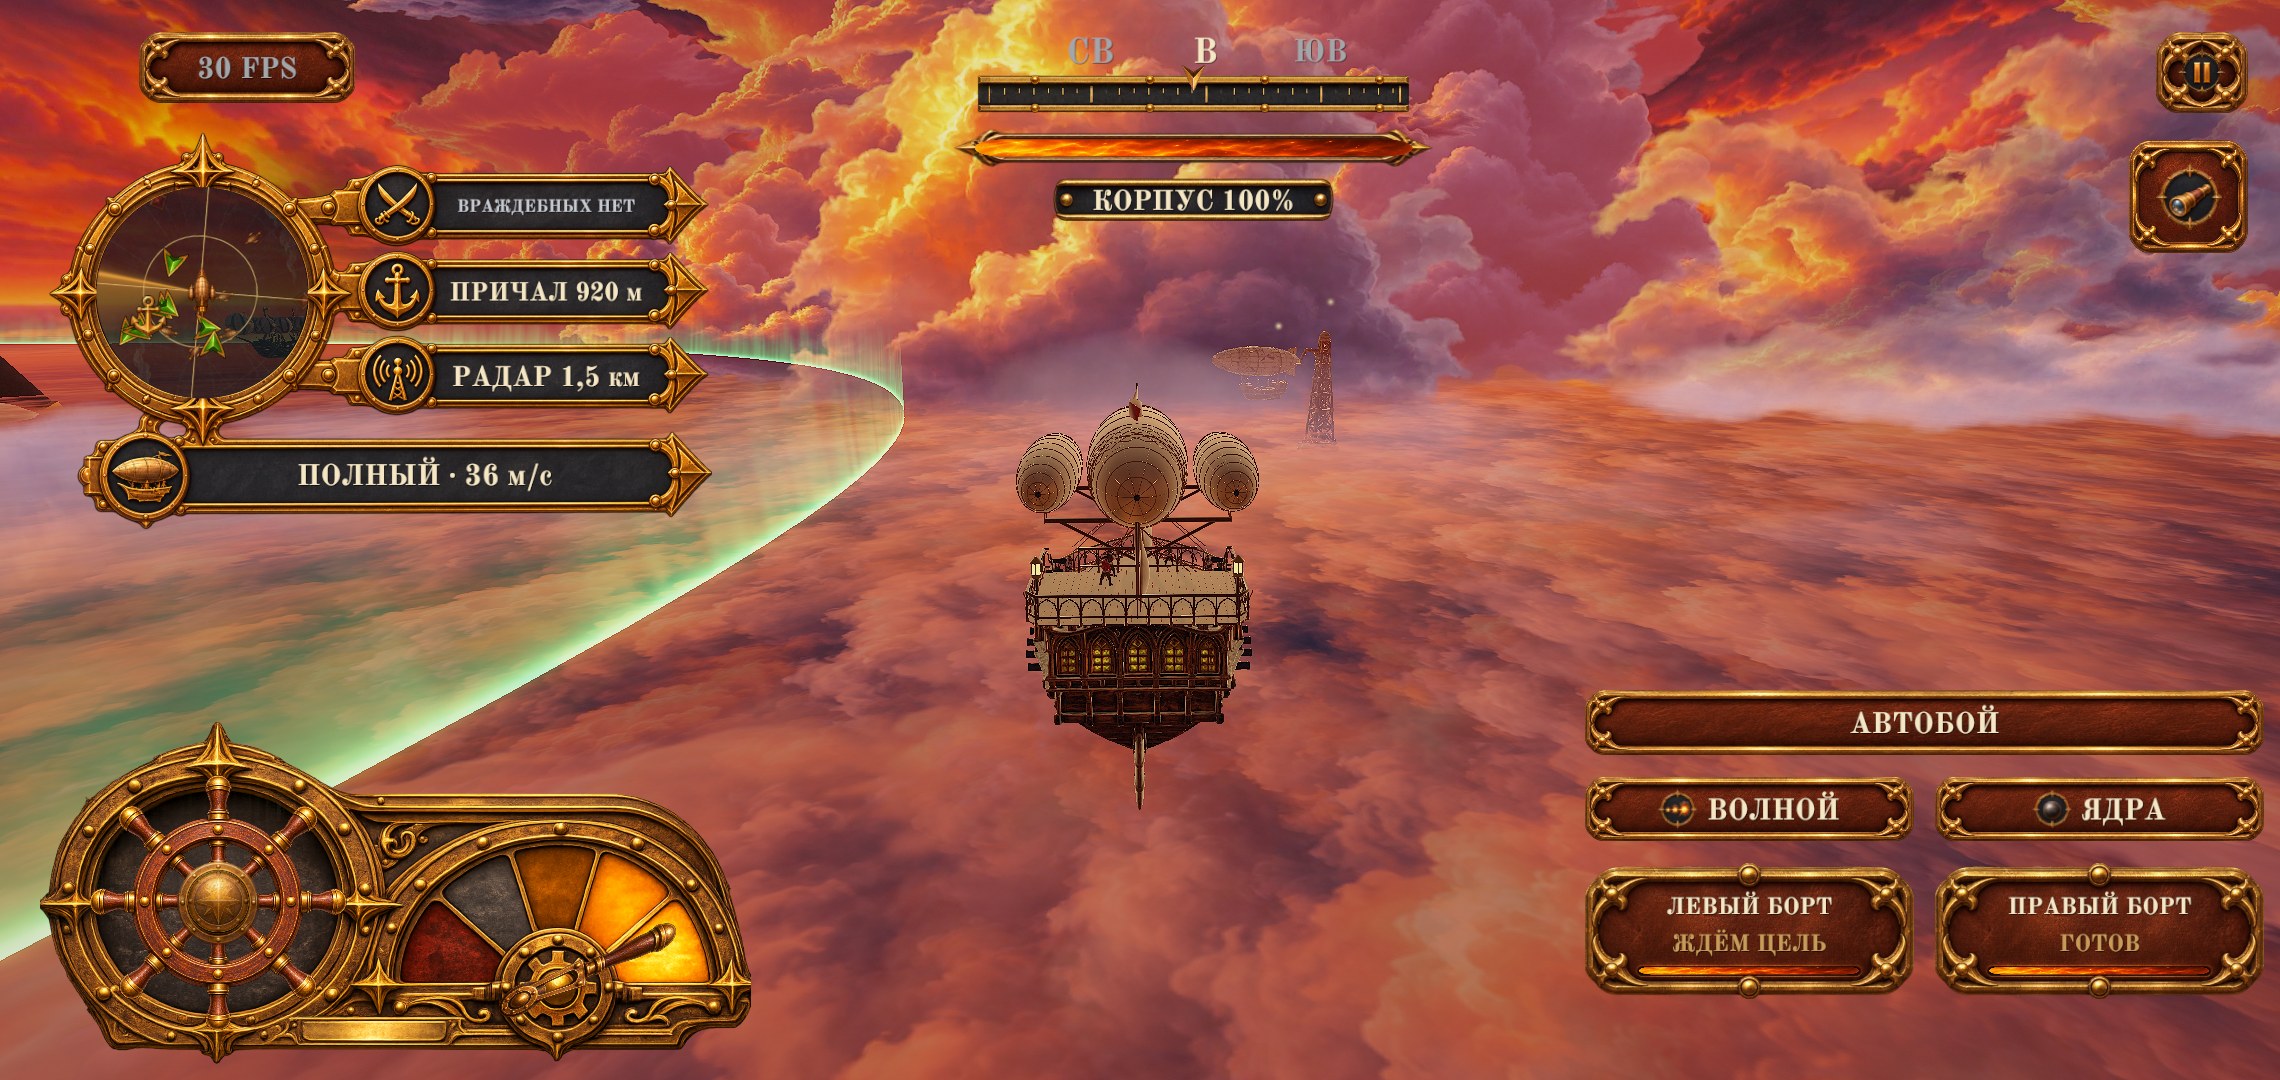 30 FPS
СВ В ЮВ
КОРПУС 100%
ВРАЖДЕБНЫХ НЕТ
ПРИЧАЛ 920 м
РАДАР 1,5 км
ПОЛНЫЙ · 36 м/с
АВТОБОЙ
ВОЛНОЙ
ЯДРА
ЛЕВЫЙ БОРТ
ЖДЁМ ЦЕЛЬ
ПРАВЫЙ БОРТ
ГОТОВ